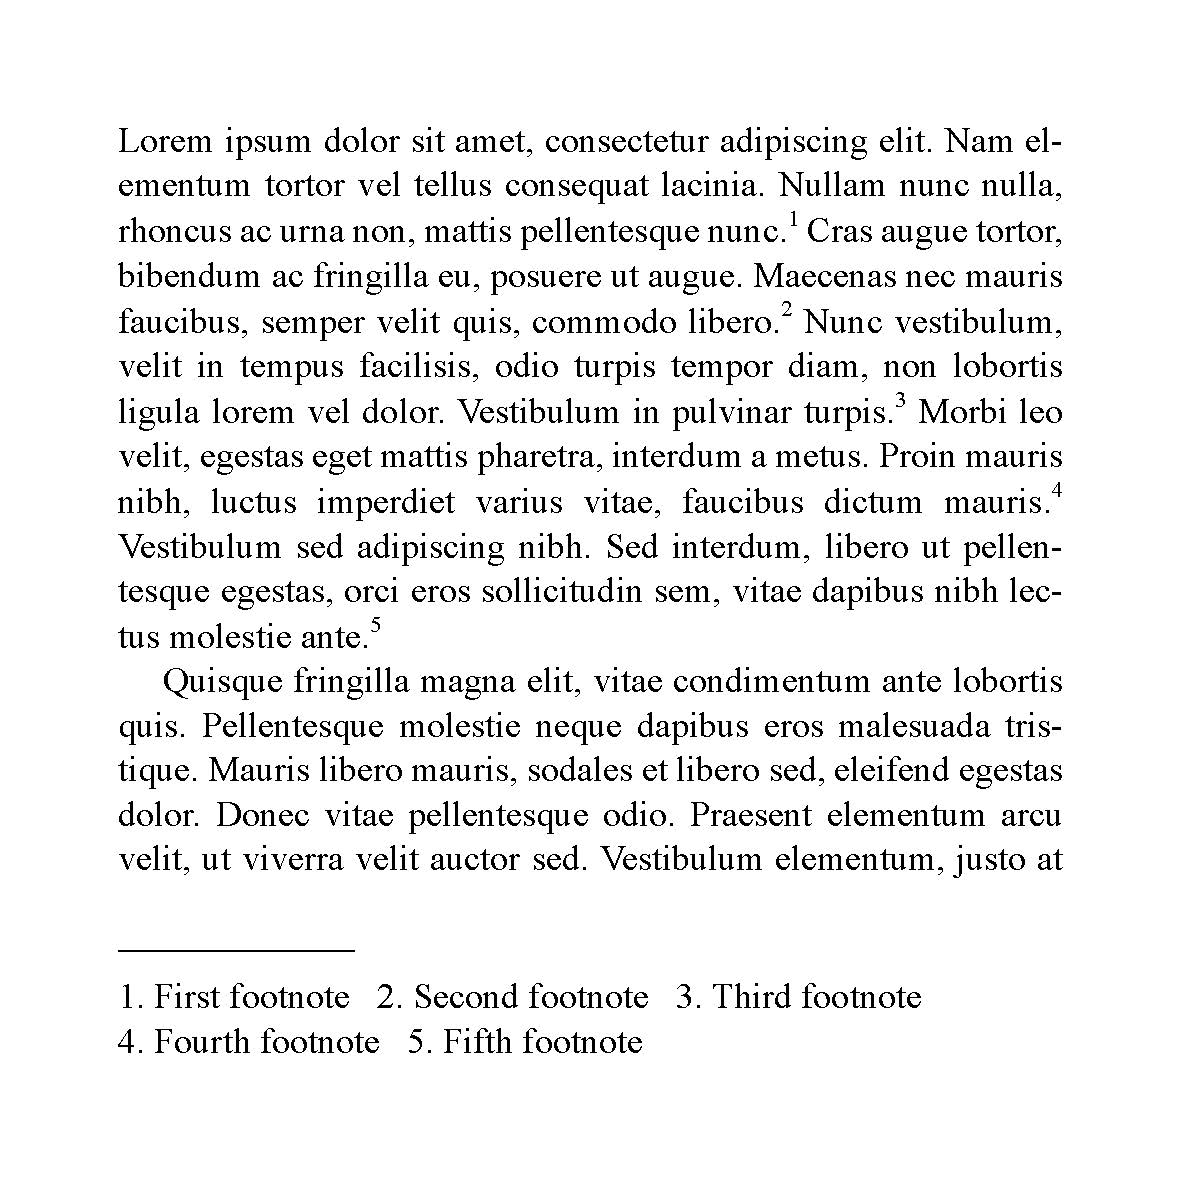 Lorem ipsum dolor sit amet, consectetur adipiscing elit. Nam el-
ementum tortor vel tellus consequat lacinia. Nullam nunc nulla,
rhoncus ac urna non, mattis pellentesque nunc.¹ Cras augue tortor,
bibendum ac fringilla eu, posuere ut augue. Maecenas nec mauris
faucibus, semper velit quis, commodo libero.² Nunc vestibulum,
velit in tempus facilisis, odio turpis tempor diam, non lobortis
ligula lorem vel dolor. Vestibulum in pulvinar turpis.³ Morbi leo
velit, egestas eget mattis pharetra, interdum a metus. Proin mauris
nibh, luctus imperdiet varius vitae, faucibus dictum mauris.⁴
Vestibulum sed adipiscing nibh. Sed interdum, libero ut pellen-
tesque egestas, orci eros sollicitudin sem, vitae dapibus nibh lec-
tus molestie ante.⁵
Quisque fringilla magna elit, vitae condimentum ante lobortis
quis. Pellentesque molestie neque dapibus eros malesuada tris-
tique. Mauris libero mauris, sodales et libero sed, eleifend egestas
dolor. Donec vitae pellentesque odio. Praesent elementum arcu
velit, ut viverra velit auctor sed. Vestibulum elementum, justo at
1. First footnote 2. Second footnote 3. Third footnote
4. Fourth footnote 5. Fifth footnote